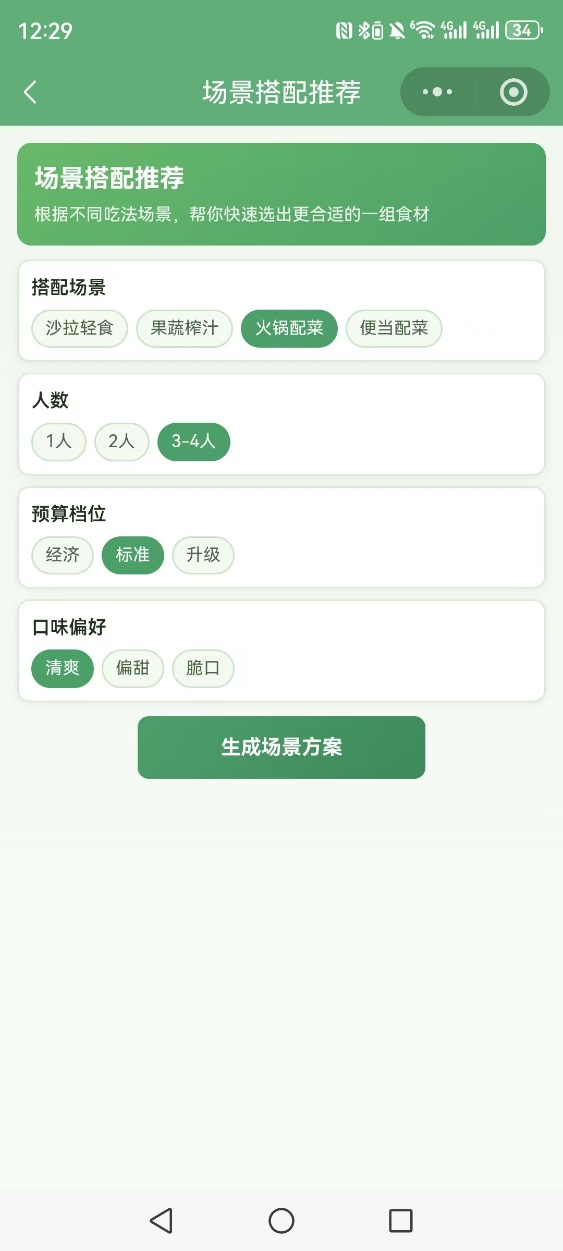 12:29
6 4G 4G 34
场景搭配推荐
场景搭配推荐
根据不同吃法场景，帮你快速选出更合适的一组食材
搭配场景
沙拉轻食 果蔬榨汁 火锅配菜 便当配菜
人数
1人 2人 3-4人
预算档位
经济 标准 升级
口味偏好
清爽 偏甜 脆口
生成场景方案